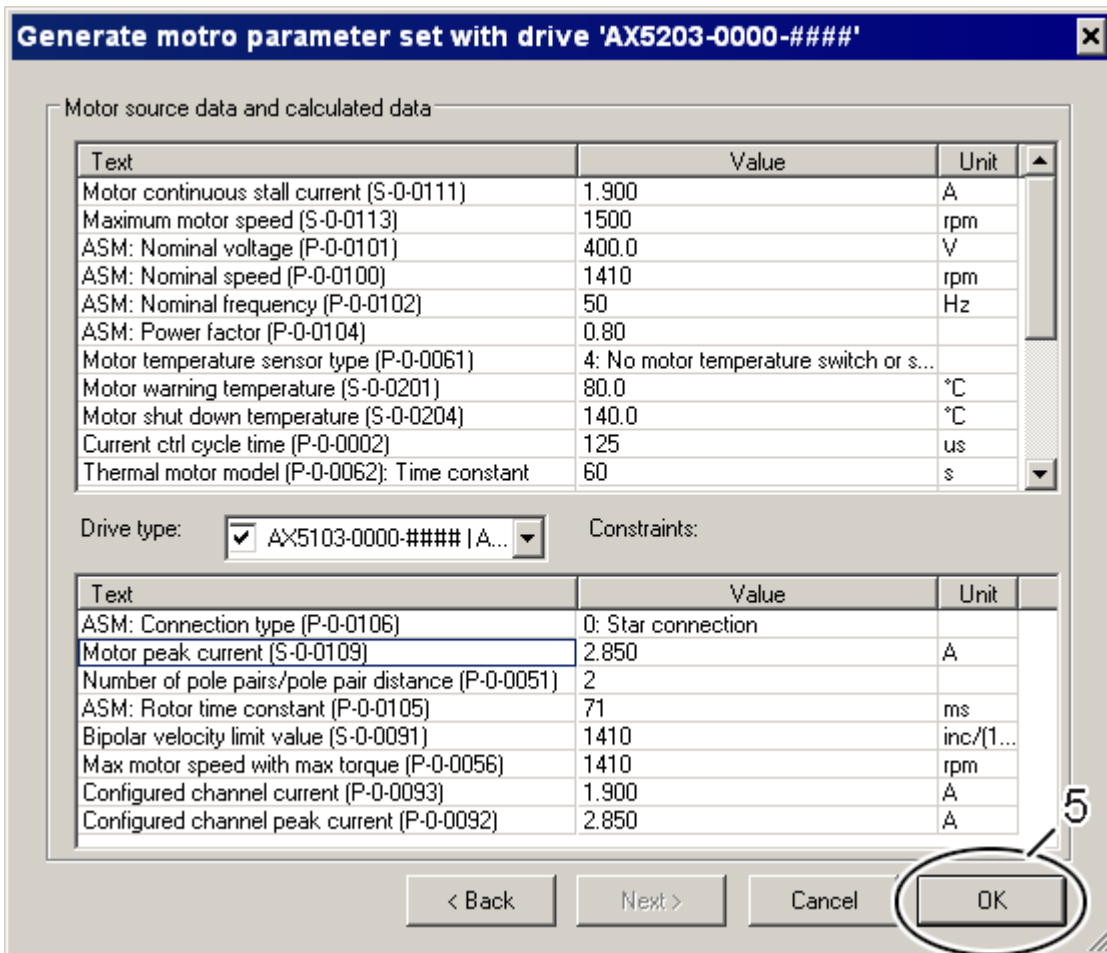 Generate motro parameter set with drive 'AX5203-0000-####'
Motor source data and calculated data
Text Value Unit
Motor continuous stall current (S-0-0111) 1.900 A
Maximum motor speed (S-0-0113) 1500 rpm
ASM: Nominal voltage (P-0-0101) 400.0 V
ASM: Nominal speed (P-0-0100) 1410 rpm
ASM: Nominal frequency (P-0-0102) 50 Hz
ASM: Power factor (P-0-0104) 0.80
Motor temperature sensor type (P-0-0061) 4: No motor temperature switch or s...
Motor warning temperature (S-0-0201) 80.0 °C
Motor shut down temperature (S-0-0204) 140.0 °C
Current ctrl cycle time (P-0-0002) 125 us
Thermal motor model (P-0-0062): Time constant 60 s
Drive type: AX5103-0000-#### | A... Constraints:
Text Value Unit
ASM: Connection type (P-0-0106) 0: Star connection
Motor peak current (S-0-0109) 2.850 A
Number of pole pairs/pole pair distance (P-0-0051) 2
ASM: Rotor time constant (P-0-0105) 71 ms
Bipolar velocity limit value (S-0-0091) 1410 inc/(1...
Max motor speed with max torque (P-0-0056) 1410 rpm
Configured channel current (P-0-0093) 1.900 A
Configured channel peak current (P-0-0092) 2.850 A
5
< Back Next > Cancel OK